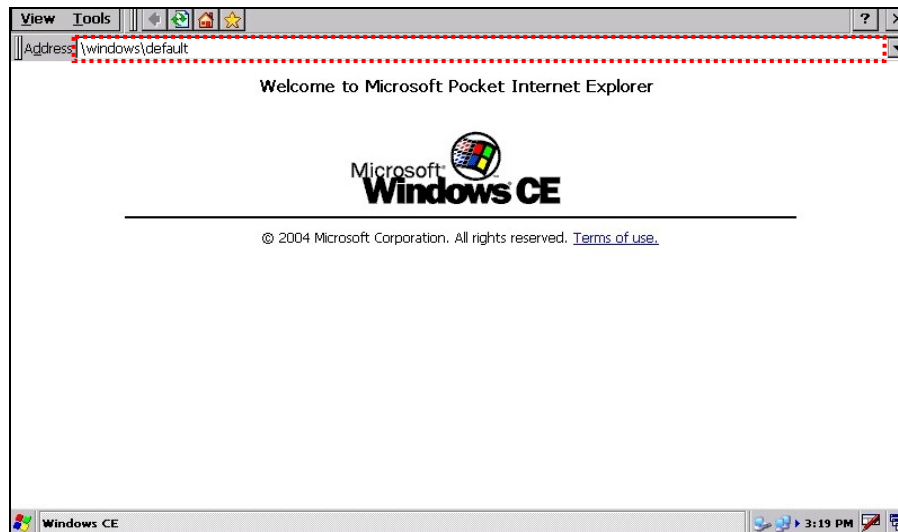 View Tools ?
Address \windows\default
Welcome to Microsoft Pocket Internet Explorer
Microsoft
Windows CE
© 2004 Microsoft Corporation. All rights reserved. Terms of use.
Windows CE 3:19 PM